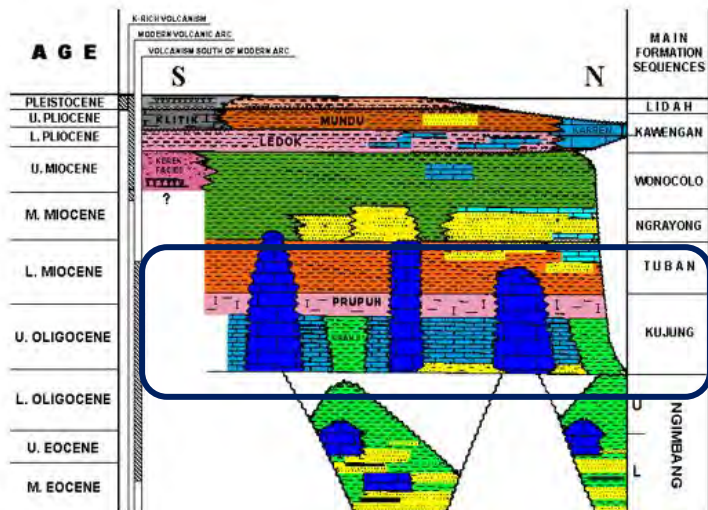 K-RICH VOLCANISM
MODERN VOLCANIC ARC
VOLCANISM SOUTH OF MODERN ARC
AGE
S
N
MAIN
FORMATION
SEQUENCES
PLEISTOCENE
LIDAH
U. PLIOCENE
KLITIK
MUNDU
KARREN
KAWENGAN
L. PLIOCENE
LEDOK
U. MIOCENE
FACIES
?
WONOCOLO
M. MIOCENE
NGRAYONG
L. MIOCENE
TUBAN
PRUPUH
KUJUNG
U. OLIGOCENE
L. OLIGOCENE
U
NGIMBANG
U. EOCENE
L
M. EOCENE